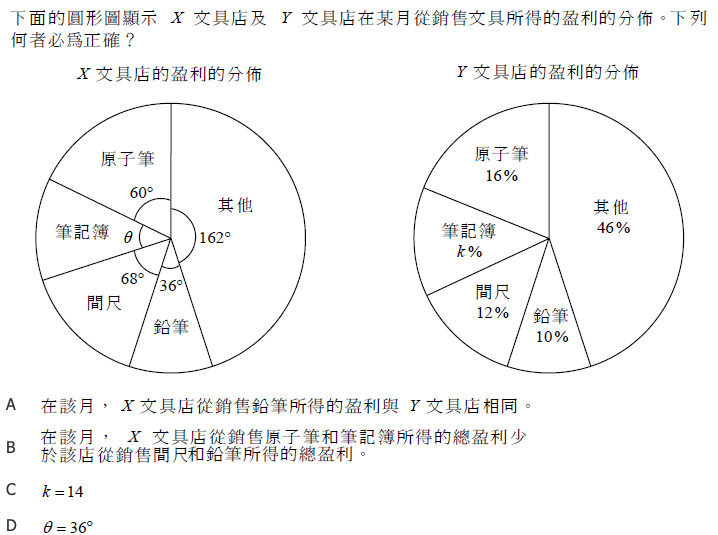 下面的圓形圖顯示 X 文具店及 Y 文具店在某月從銷售文具所得的盈利的分佈。下列
何者必為正確？
X 文具店的盈利的分佈
Y 文具店的盈利的分佈
原子筆
60°
其他
162°
筆記簿
θ
68°
36°
間尺
鉛筆
原子筆
16%
其他
46%
筆記簿
k%
間尺
12%
鉛筆
10%
A 在該月， X 文具店從銷售鉛筆所得的盈利與 Y 文具店相同。
B 在該月， X 文具店從銷售原子筆和筆記簿所得的總盈利少
於該店從銷售間尺和鉛筆所得的總盈利。
C k = 14
D θ = 36°